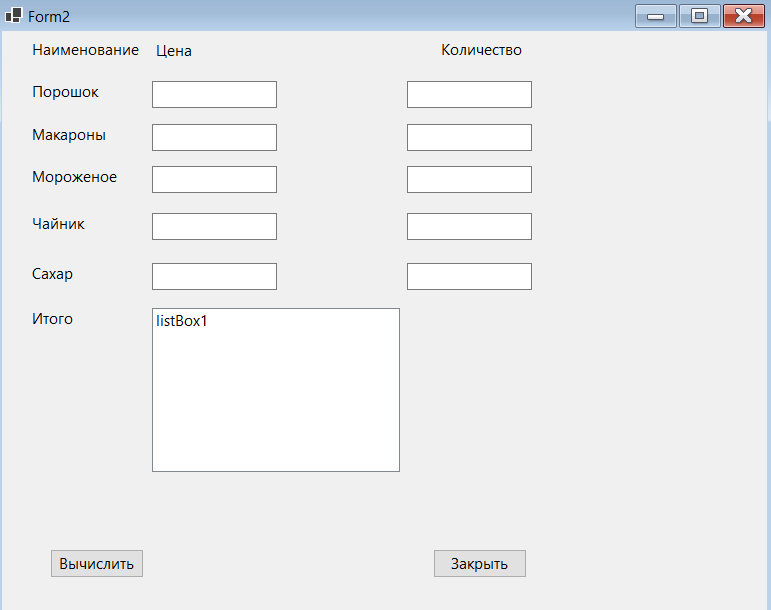 Form2
Наименование Цена Количество
Порошок
Макароны
Мороженое
Чайник
Сахар
Итого
listBox1
Вычислить Закрыть